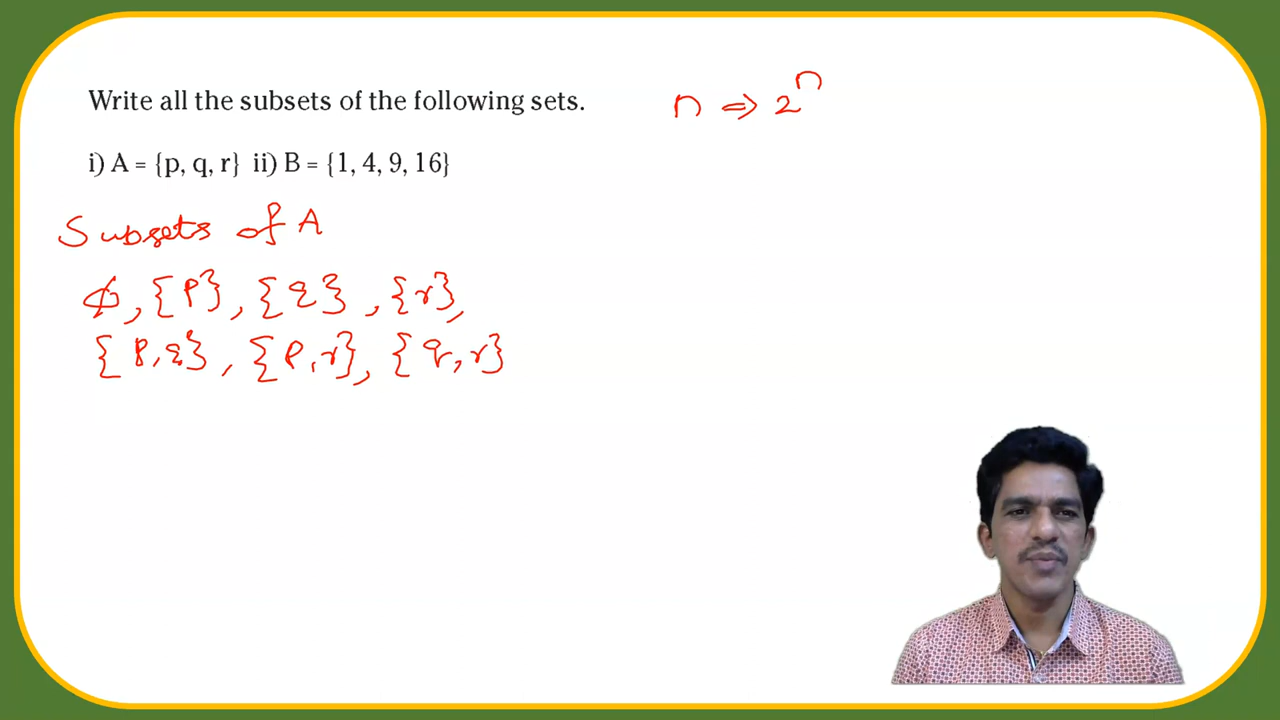 Write all the subsets of the following sets.
n ⇒ 2ⁿ
i) A = {p, q, r} ii) B = {1, 4, 9, 16}
Subsets of A
ϕ, {p}, {q}, {r},
{p, q}, {p, r}, {q, r}